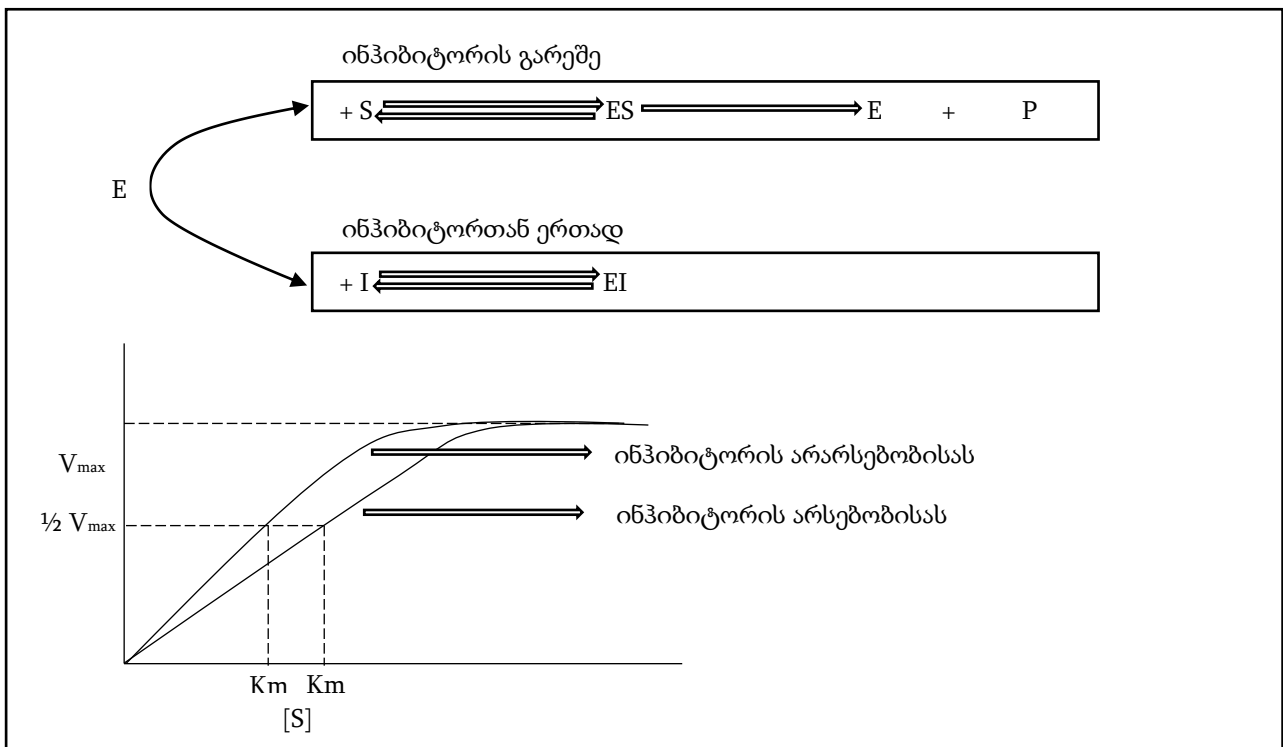 ინჰიბიტორის გარეშე
+ S ES E + P
E
ინჰიბიტორთან ერთად
+ I EI
ინჰიბიტორის არარსებობისას
Vmax
ინჰიბიტორის არსებობისას
½ Vmax
Km Km
[S]